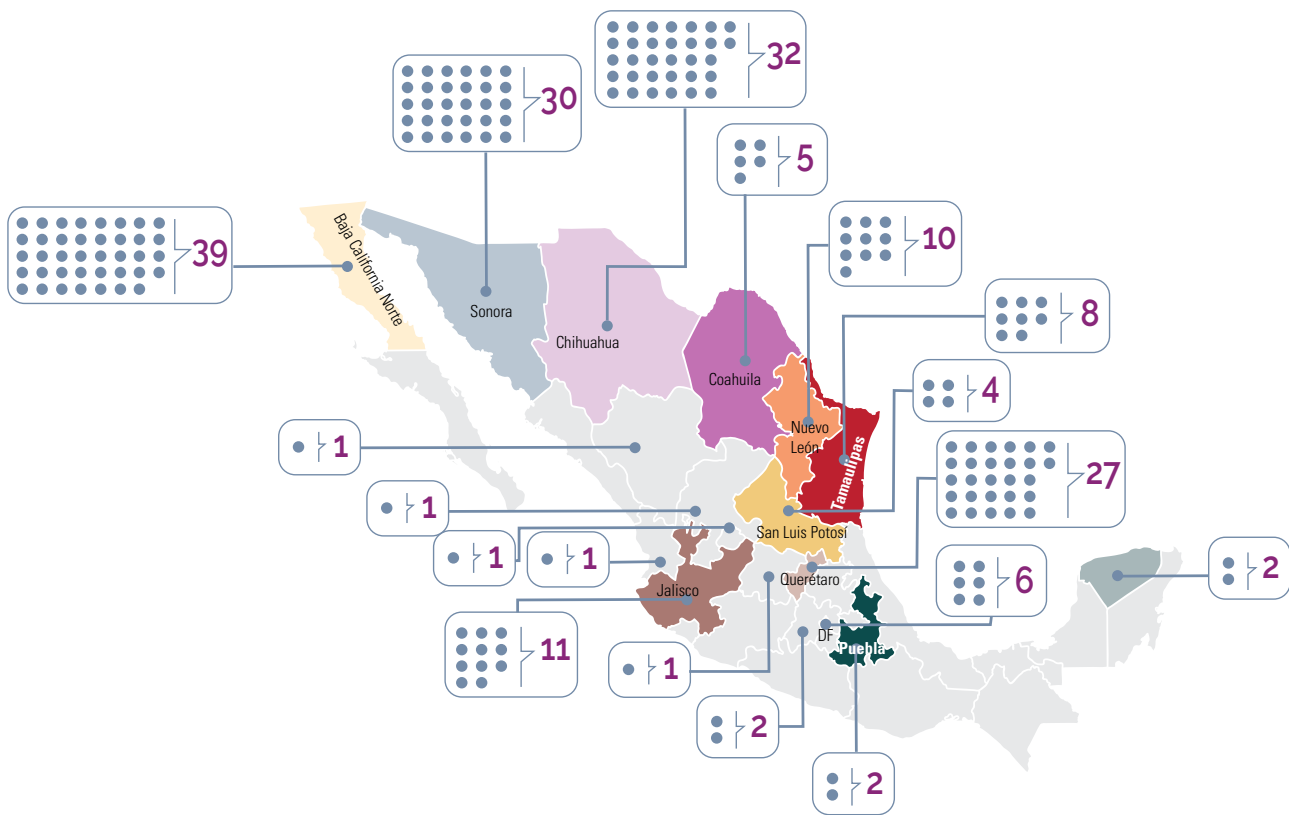 32
30
5
10
39
8
4
27
1
1
1
1
6
2
11
1
2
2
Baja California Norte
Sonora
Chihuahua
Coahuila
Nuevo
León
Tamaulipas
San Luis Potosí
Querétaro
Jalisco
DF
Puebla